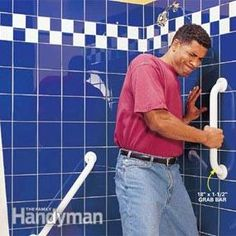 18" x 1-1/2"
GRAB BAR
THE FAMILY
Handyman